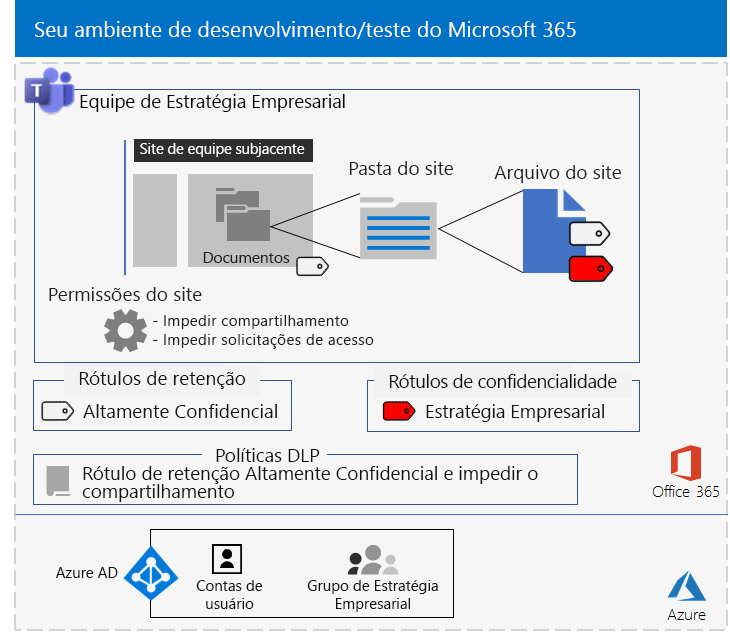 Seu ambiente de desenvolvimento/teste do Microsoft 365
T
Equipe de Estratégia Empresarial
Site de equipe subjacente
Pasta do site
Arquivo do site
Documentos
Permissões do site
- Impedir compartilhamento
- Impedir solicitações de acesso
Rótulos de retenção
Altamente Confidencial
Rótulos de confidencialidade
Estratégia Empresarial
Políticas DLP
Rótulo de retenção Altamente Confidencial e impedir o
compartilhamento
Office 365
Azure AD
Contas de
usuário
Grupo de Estratégia
Empresarial
Azure